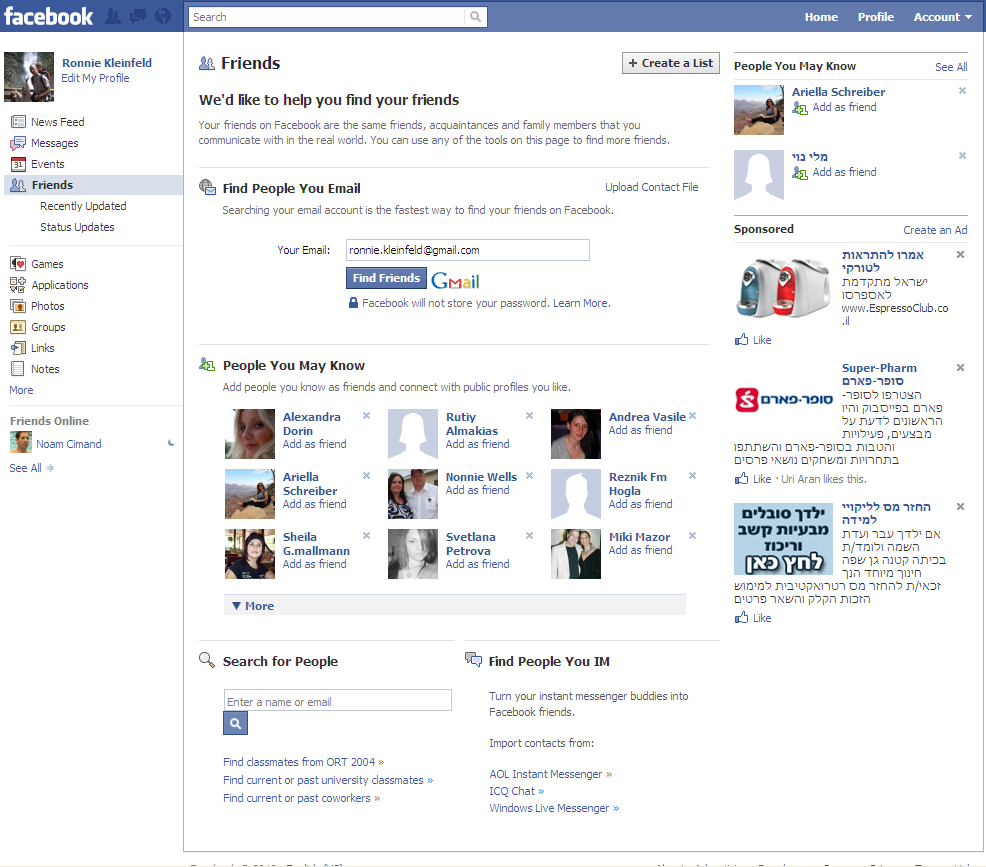 facebook
Search
Home
Profile
Account
Ronnie Kleinfeld
Edit My Profile
News Feed
Messages
31
Events
Friends
Recently Updated
Status Updates
Games
Applications
Photos
Groups
Links
Notes
More
Friends Online
Noam Cimand
See All
Friends
+ Create a List
We'd like to help you find your friends
Your friends on Facebook are the same friends, acquaintances and family members that you
communicate with in the real world. You can use any of the tools on this page to find more friends.
Find People You Email
Upload Contact File
Searching your email account is the fastest way to find your friends on Facebook.
Your Email:
ronnie.kleinfeld@gmail.com
Find Friends
GMail
Facebook will not store your password. Learn More.
People You May Know
Add people you know as friends and connect with public profiles you like.
Alexandra
Dorin
Add as friend
Rutiy
Almakias
Add as friend
Andrea Vasile
Add as friend
Ariella
Schreiber
Add as friend
Nonnie Wells
Add as friend
Reznik Fm
Hogla
Add as friend
Sheila
G.mallmann
Add as friend
Svetlana
Petrova
Add as friend
Miki Mazor
Add as friend
More
Search for People
Enter a name or email
Find classmates from ORT 2004 »
Find current or past university classmates »
Find current or past coworkers »
Find People You IM
Turn your instant messenger buddies into
Facebook friends.
Import contacts from:
AOL Instant Messenger »
ICQ Chat »
Windows Live Messenger »
People You May Know
See All
Ariella Schreiber
Add as friend
מלי נוי
Add as friend
Sponsored
Create an Ad
אמרו להתראות
לטורקי
ישראל מתקדמת
לאספרסו
www.EspressoClub.co
.il
Like
Super-Pharm
סופר-פארם
סופר-פארם
הצטרפו לסופר-
פארם בפייסבוק והיו
הראשונים לדעת על
מבצעים, פעילויות
והטבות בסופר-פארם והשתתפו
בתחרויות ומשחקים נושאי פרסים
Like · Uri Aran likes this.
ילדך סובלים
מבעיות קשב
וריכוז
לחץ כאן
החזר מס לליקויי
למידה
אם ילדך עבר ועדת
השמה ולומד/ת
בכיתה קטנה גן שפה
חינוך מיוחד הנך
זכאי/ת להחזר מס רטרואקטיבית למימוש
הזכות הקלק והשאר פרטים
Like